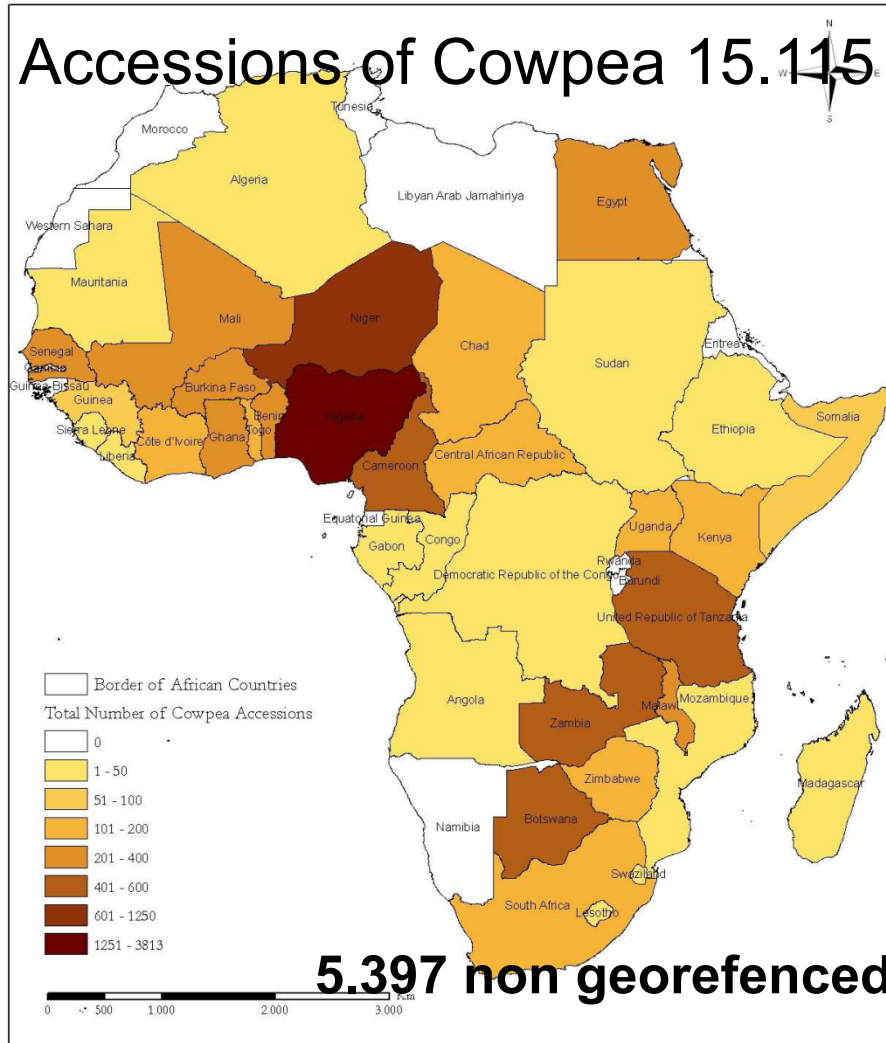 Accessions of Cowpea 15.115
N
W
E
S
Tunesia
Morocco
Algeria
Libyan Arab Jamahiriya
Egypt
Western Sahara
Mauritania
Mali
Niger
Chad
Sudan
Eritrea
Senegal
Guinea-Bissau
Guinea
Burkina Faso
Benin
Nigeria
Sierra Leone
Côte d'Ivoire
Ghana
Togo
Liberia
Cameroon
Central African Republic
Ethiopia
Somalia
Equatorial Guinea
Gabon
Congo
Uganda
Kenya
Rwanda
Democratic Republic of the Congo
Burundi
United Republic of Tanzania
Angola
Zambia
Malawi
Mozambique
Madagascar
Zimbabwe
Namibia
Botswana
Swaziland
South Africa
Lesotho
Border of African Countries
Total Number of Cowpea Accessions
0
1 - 50
51 - 100
101 - 200
201 - 400
401 - 600
601 - 1250
1251 - 3813
5.397 non georefenced
Km
0 500 1.000 2.000 3.000